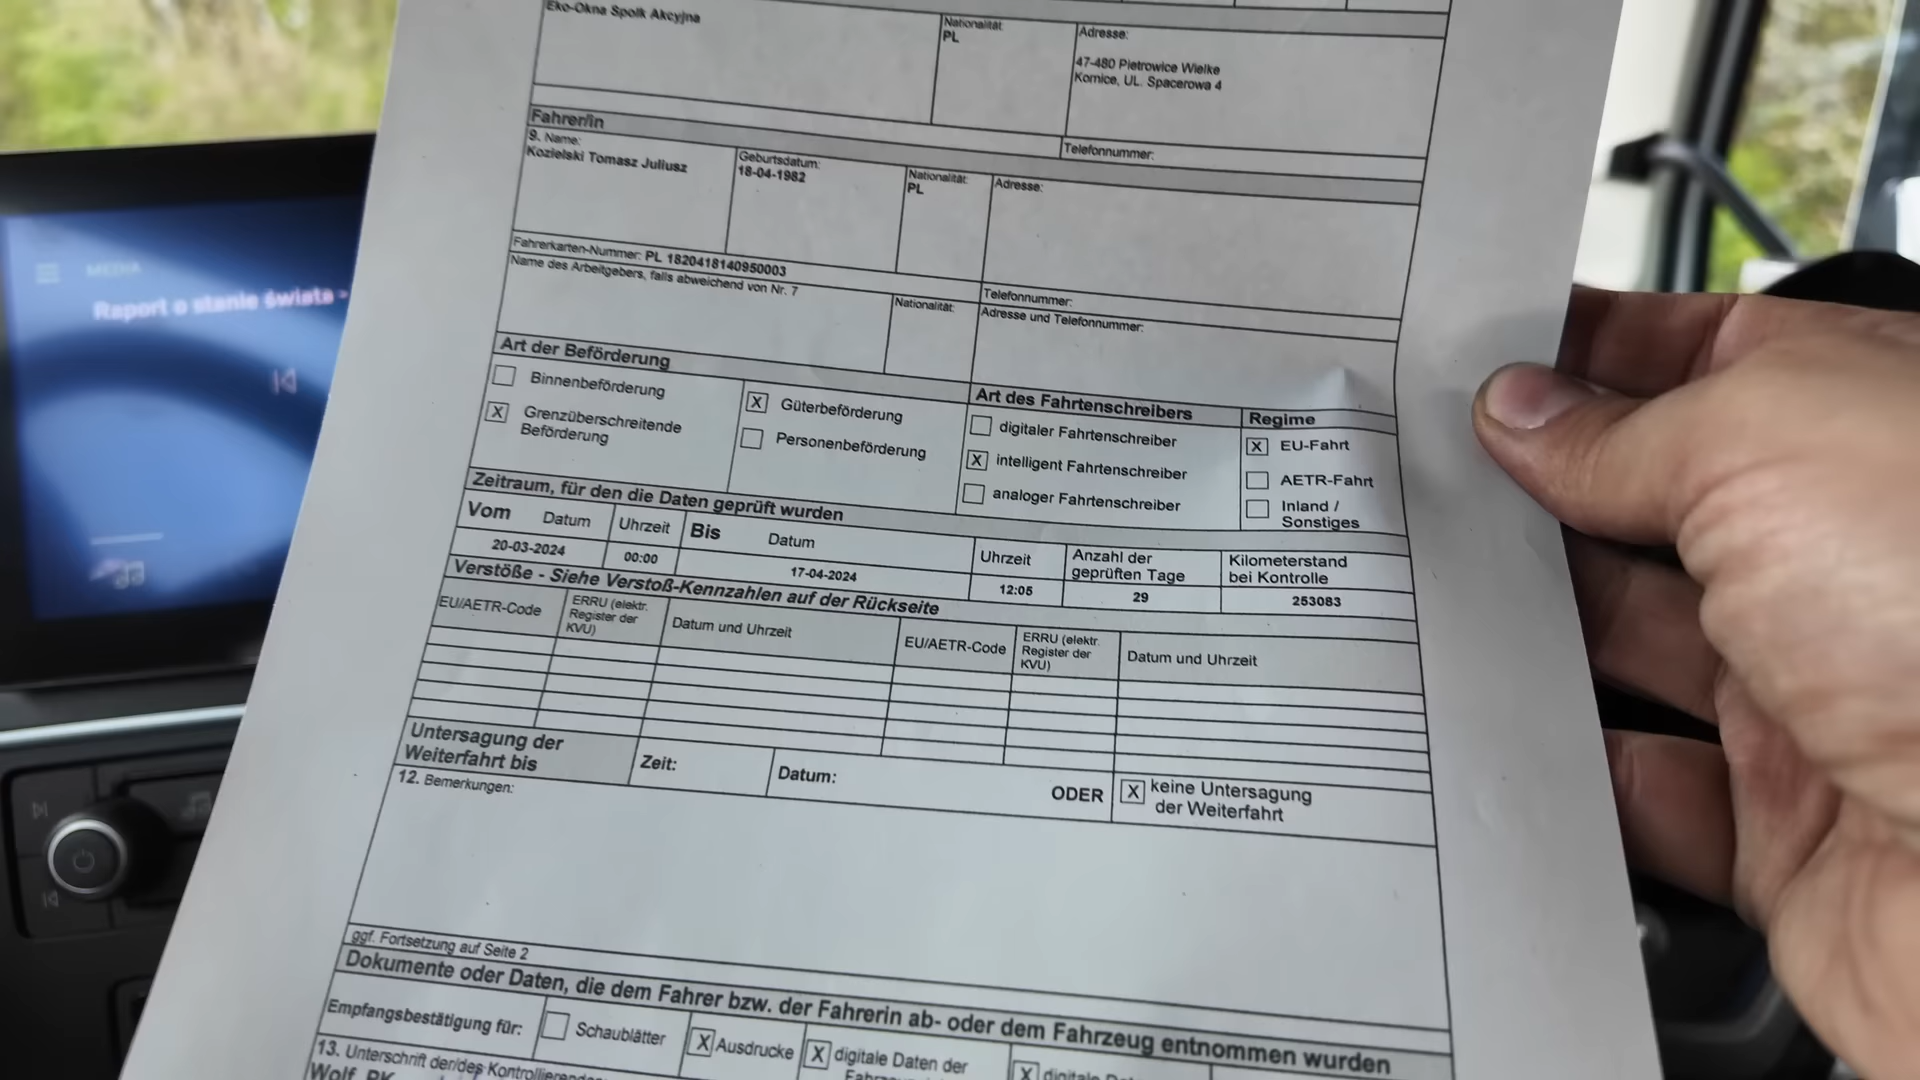 Eko-Okna Spolk Akcyjna
Nationalität
PL
Adresse:
47-480 Pietrowice Wielke
Kornice, UL. Spacerowa 4
Telefonnummer:
Fahrer/in
9. Name:
Kozielski Tomasz Juliusz
Geburtsdatum:
18-04-1982
Nationalität
PL
Adresse:
Fahrerkarten-Nummer: PL 1820418140950003
Telefonnummer:
Name des Arbeitgebers, falls abweichend von Nr. 7
Nationalität
Adresse und Telefonnummer:
Art der Beförderung
Binnenbeförderung
X Grenzüberschreitende
Beförderung
X Güterbeförderung
Personenbeförderung
Art des Fahrtenschreibers
digitaler Fahrtenschreiber
X intelligent Fahrtenschreiber
analoger Fahrtenschreiber
Regime
X EU-Fahrt
AETR-Fahrt
Inland /
Sonstiges
Zeitraum, für den die Daten geprüft wurden
Vom Datum
Uhrzeit
Bis Datum
Uhrzeit
Anzahl der
geprüften Tage
Kilometerstand
bei Kontrolle
20-03-2024
00:00
17-04-2024
12:05
29
253083
Verstöße - Siehe Verstoß-Kennzahlen auf der Rückseite
EU/AETR-Code
ERRU (elektr.
Register der
KVU)
Datum und Uhrzeit
EU/AETR-Code
ERRU (elektr.
Register der
KVU)
Datum und Uhrzeit
Untersagung der
Weiterfahrt bis
Zeit:
Datum:
ODER
X keine Untersagung
der Weiterfahrt
12. Bemerkungen:
ggf. Fortsetzung auf Seite 2
Dokumente oder Daten, die dem Fahrer bzw. der Fahrerin ab- oder dem Fahrzeug entnommen wurden
Empfangsbestätigung für:
Schaublätter
X Ausdrucke
X digitale Daten der
X
13. Unterschrift der/des
Wolf, PK
MEDIA
Raport o stanie świata >